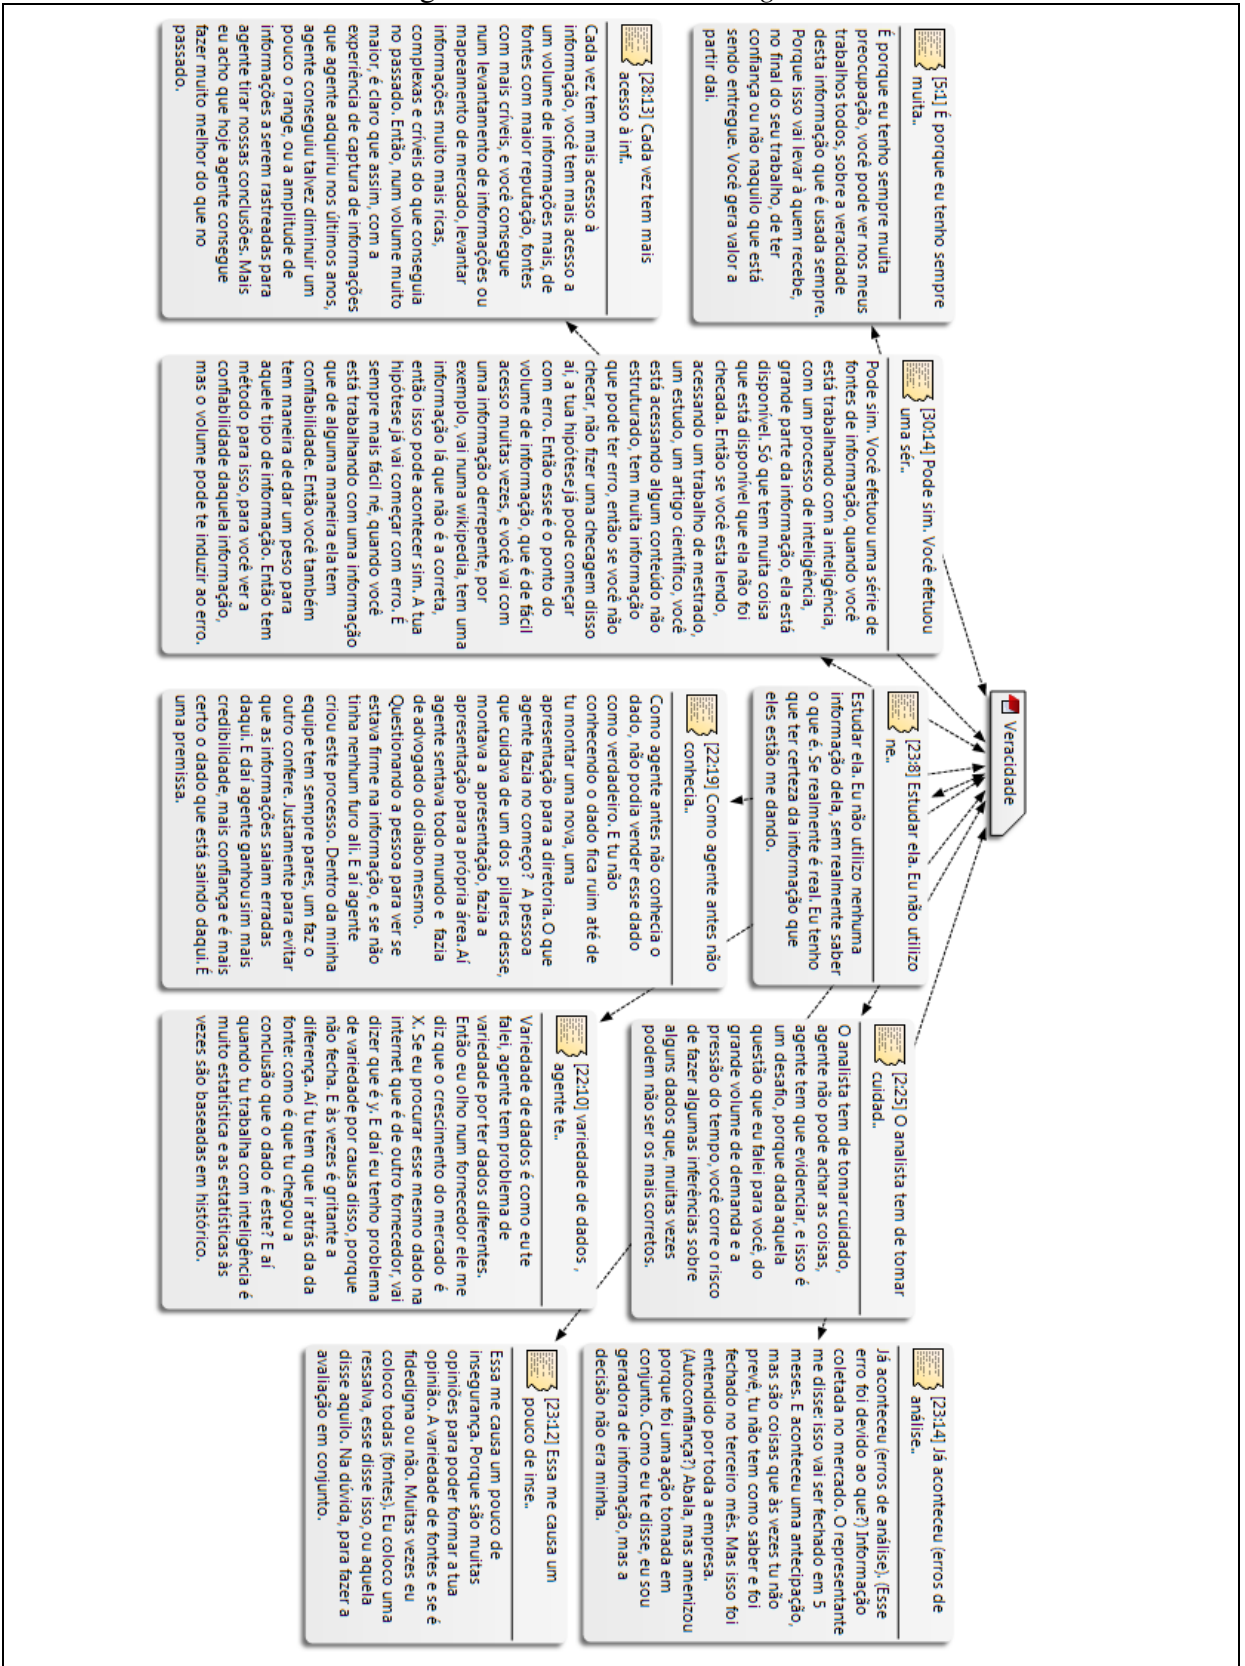 Veracidade
[5:1] É porque eu tenho sempre
muita..
É porque eu tenho sempre muita
preocupação, você pode ver nos meus
trabalhos todos, sobre a veracidade
desta informação que é usada sempre.
Porque isso vai levar à quem recebe,
no final do seu trabalho, de ter
confiança ou não naquilo que está
sendo entregue. Você gera valor a
partir dai.
[28:13] Cada vez tem mais
acesso à inf..
Cada vez tem mais acesso à
informação, você tem mais acesso a
um volume de informações mais, de
fontes com maior reputação, fontes
com mais críveis, e você consegue
num levantamento de informações ou
mapeamento de mercado, levantar
informações muito mais ricas,
complexas e críveis do que conseguia
no passado. Então, num volume muito
maior, é claro que assim, com a
experiência de captura de informações
que agente adquiriu nos últimos anos,
agente conseguiu talvez diminuir um
pouco o range, ou a amplitude de
informações a serem rastreadas para
agente tirar nossas conclusões. Mais
eu acho que hoje agente consegue
fazer muito melhor do que no
passado.
[30:14] Pode sim. Você efetuou
uma sér..
Pode sim. Você efetuou uma série de
fontes de informação, quando você
está trabalhando com a inteligência,
com um processo de inteligência,
grande parte da informação, ela está
disponível. Só que tem muita coisa
que está disponível que ela não foi
checada. Então se você esta lendo,
acessando um trabalho de mestrado,
um estudo, um artigo científico, você
está acessando algum conteúdo não
estruturado, tem muita informação
que pode ter erro, então se você não
checar, não fizer uma checagem disso
aí, a tua hipótese já pode começar
com erro. Então esse é o ponto do
volume de informação, que é de fácil
acesso muitas vezes, e você vai com
uma informação derrepente, por
exemplo, vai numa wikipedia, tem uma
informação lá que não é a correta,
então isso pode acontecer sim. A tua
hipótese já vai começar com erro. É
sempre mais fácil né, quando você
está trabalhando com uma informação
que de alguma maneira ela tem
confiabilidade. Então você também
tem maneira de dar um peso para
aquele tipo de informação. Então tem
método para isso, para você ver a
confiabilidade daquela informação,
mas o volume pode te induzir ao erro.
[23:8] Estudar ela. Eu não utilizo
ne..
Estudar ela. Eu não utilizo nenhuma
informação dela, sem realmente saber
o que é. Se realmente é real. Eu tenho
que ter certeza da informação que
eles estão me dando.
[22:19] Como agente antes não
conhecia..
Como agente antes não conhecia o
dado, não podia vender esse dado
como verdadeiro. E tu não
conhecendo o dado fica ruim até de
tu montar uma nova, uma
apresentação para a diretoria. O que
agente fazia no começo? A pessoa
que cuidava de um dos pilares desse,
montava a apresentação, fazia a
apresentação para a própria área. Aí
agente sentava todo mundo e fazia
de advogado do diabo mesmo.
Questionando a pessoa para ver se
estava firme na informação, e se não
tinha nenhum furo ali. E aí agente
criou este processo. Dentro da minha
equipe tem sempre pares, um faz o
outro confere. Justamente para evitar
que as informações saiam erradas
daqui. E daí agente ganhou sim mais
credibilidade, mais confiança e é mais
certo o dado que está saindo daqui. É
uma premissa.
[2:25] O analista tem de tomar
cuidad..
O analista tem de tomar cuidado,
agente não pode achar as coisas,
agente tem que evidenciar, e isso é
um desafio, porque dada aquela
questão que eu falei para você, do
grande volume de demanda e a
pressão do tempo, você corre o risco
de fazer algumas inferências sobre
alguns dados que, muitas vezes
podem não ser os mais corretos.
[22:10] variedade de dados ,
agente te..
Variedade de dados é como eu te
falei, agente tem problema de
variedade por ter dados diferentes.
Então eu olho num fornecedor ele me
diz que o crescimento do mercado é
X. Se eu procurar esse mesmo dado na
internet que é de outro fornecedor, vai
dizer que é y. E daí eu tenho problema
de variedade por causa disso, porque
não fecha. E às vezes é gritante a
diferença. Aí tu tem que ir atrás da da
fonte: como é que tu chegou a
conclusão que o dado é este? E aí
quando tu trabalha com inteligência é
muito estatística e as estatísticas às
vezes são baseadas em histórico.
[23:14] Já aconteceu (erros de
análise..
Já aconteceu (erros de análise). (Esse
erro foi devido ao que?) Informação
coletada no mercado. O representante
me disse: isso vai ser fechado em 5
meses. E aconteceu uma antecipação,
mas são coisas que às vezes tu não
prevê, tu não tem como saber e foi
fechado no terceiro mês. Mas isso foi
entendido por toda a empresa.
(Autoconfiança?) Abala, mas amenizou
porque foi uma ação tomada em
conjunto. Como eu te disse, eu sou
geradora de informação, mas a
decisão não era minha.
[23:12] Essa me causa um
pouco de inse..
Essa me causa um pouco de
insegurança. Porque são muitas
opiniões para poder formar a tua
opinião. A variedade de fontes e se é
fidedigna ou não. Muitas vezes eu
coloco todas (fontes). Eu coloco uma
ressalva, esse disse isso, ou aquela
disse aquilo. Na dúvida, para fazer a
avaliação em conjunto.